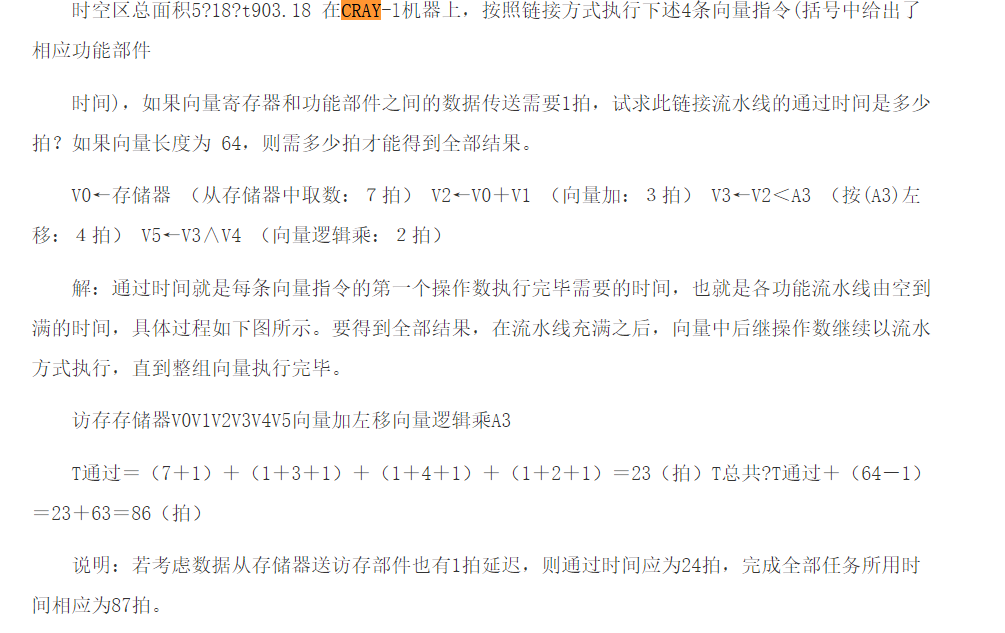 时空区总面积5?18?t903.18 在CRAY-1机器上，按照链接方式执行下述4条向量指令(括号中给出了
相应功能部件
时间)，如果向量寄存器和功能部件之间的数据传送需要1拍，试求此链接流水线的通过时间是多少
拍？如果向量长度为 64，则需多少拍才能得到全部结果。
V0←存储器 （从存储器中取数：７拍） V2←V0＋V1 （向量加：３拍） V3←V2＜A3 （按(A3)左
移：４拍） V5←V3∧V4 （向量逻辑乘：２拍）
解：通过时间就是每条向量指令的第一个操作数执行完毕需要的时间，也就是各功能流水线由空到
满的时间，具体过程如下图所示。要得到全部结果，在流水线充满之后，向量中后继操作数继续以流水
方式执行，直到整组向量执行完毕。
访存存储器V0V1V2V3V4V5向量加左移向量逻辑乘A3
T通过＝（7＋1）＋（1＋3＋1）＋（1＋4＋1）＋（1＋2＋1）＝23（拍）T总共?T通过＋（64－1）
＝23＋63＝86（拍）
说明：若考虑数据从存储器送访存部件也有1拍延迟，则通过时间应为24拍，完成全部任务所用时
间相应为87拍。